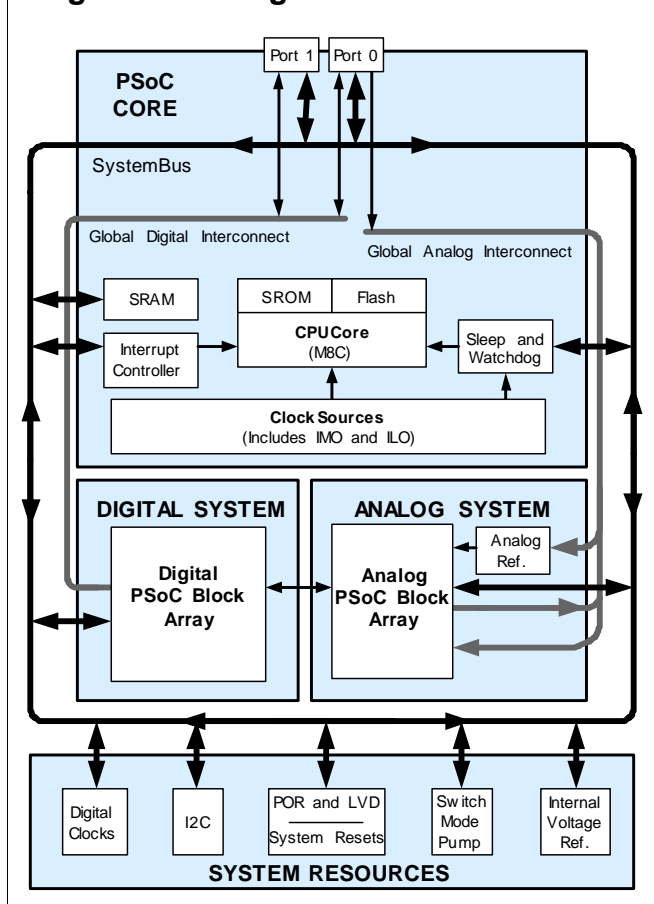 Port 1
Port 0
PSoC
CORE
SystemBus
Global Digital Interconnect
Global Analog Interconnect
SRAM
SROM
Flash
CPUCore
(M8C)
Interrupt
Controller
Sleep and
Watchdog
ClockSources
(Includes IMO and ILO)
DIGITAL SYSTEM
ANALOG SYSTEM
Digital
PSoC Block
Array
Analog
PSoC Block
Array
Analog
Ref.
Digital
Clocks
I2C
POR and LVD
System Resets
Switch
Mode
Pump
Internal
Voltage
Ref.
SYSTEM RESOURCES